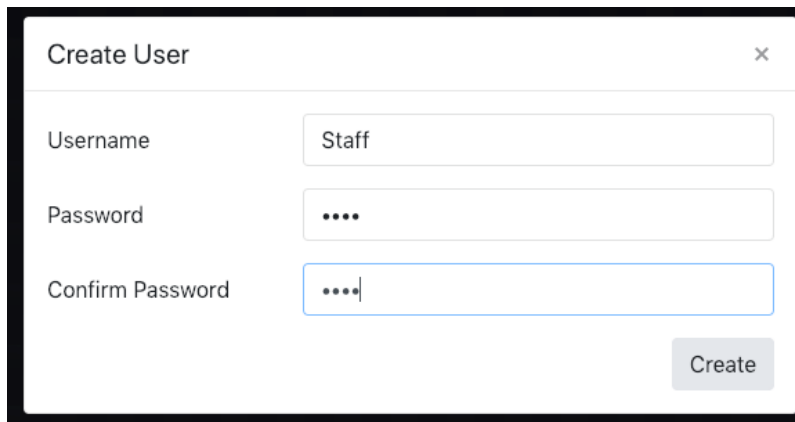 Create User ×
Username Staff
Password ••••
Confirm Password ••••
Create